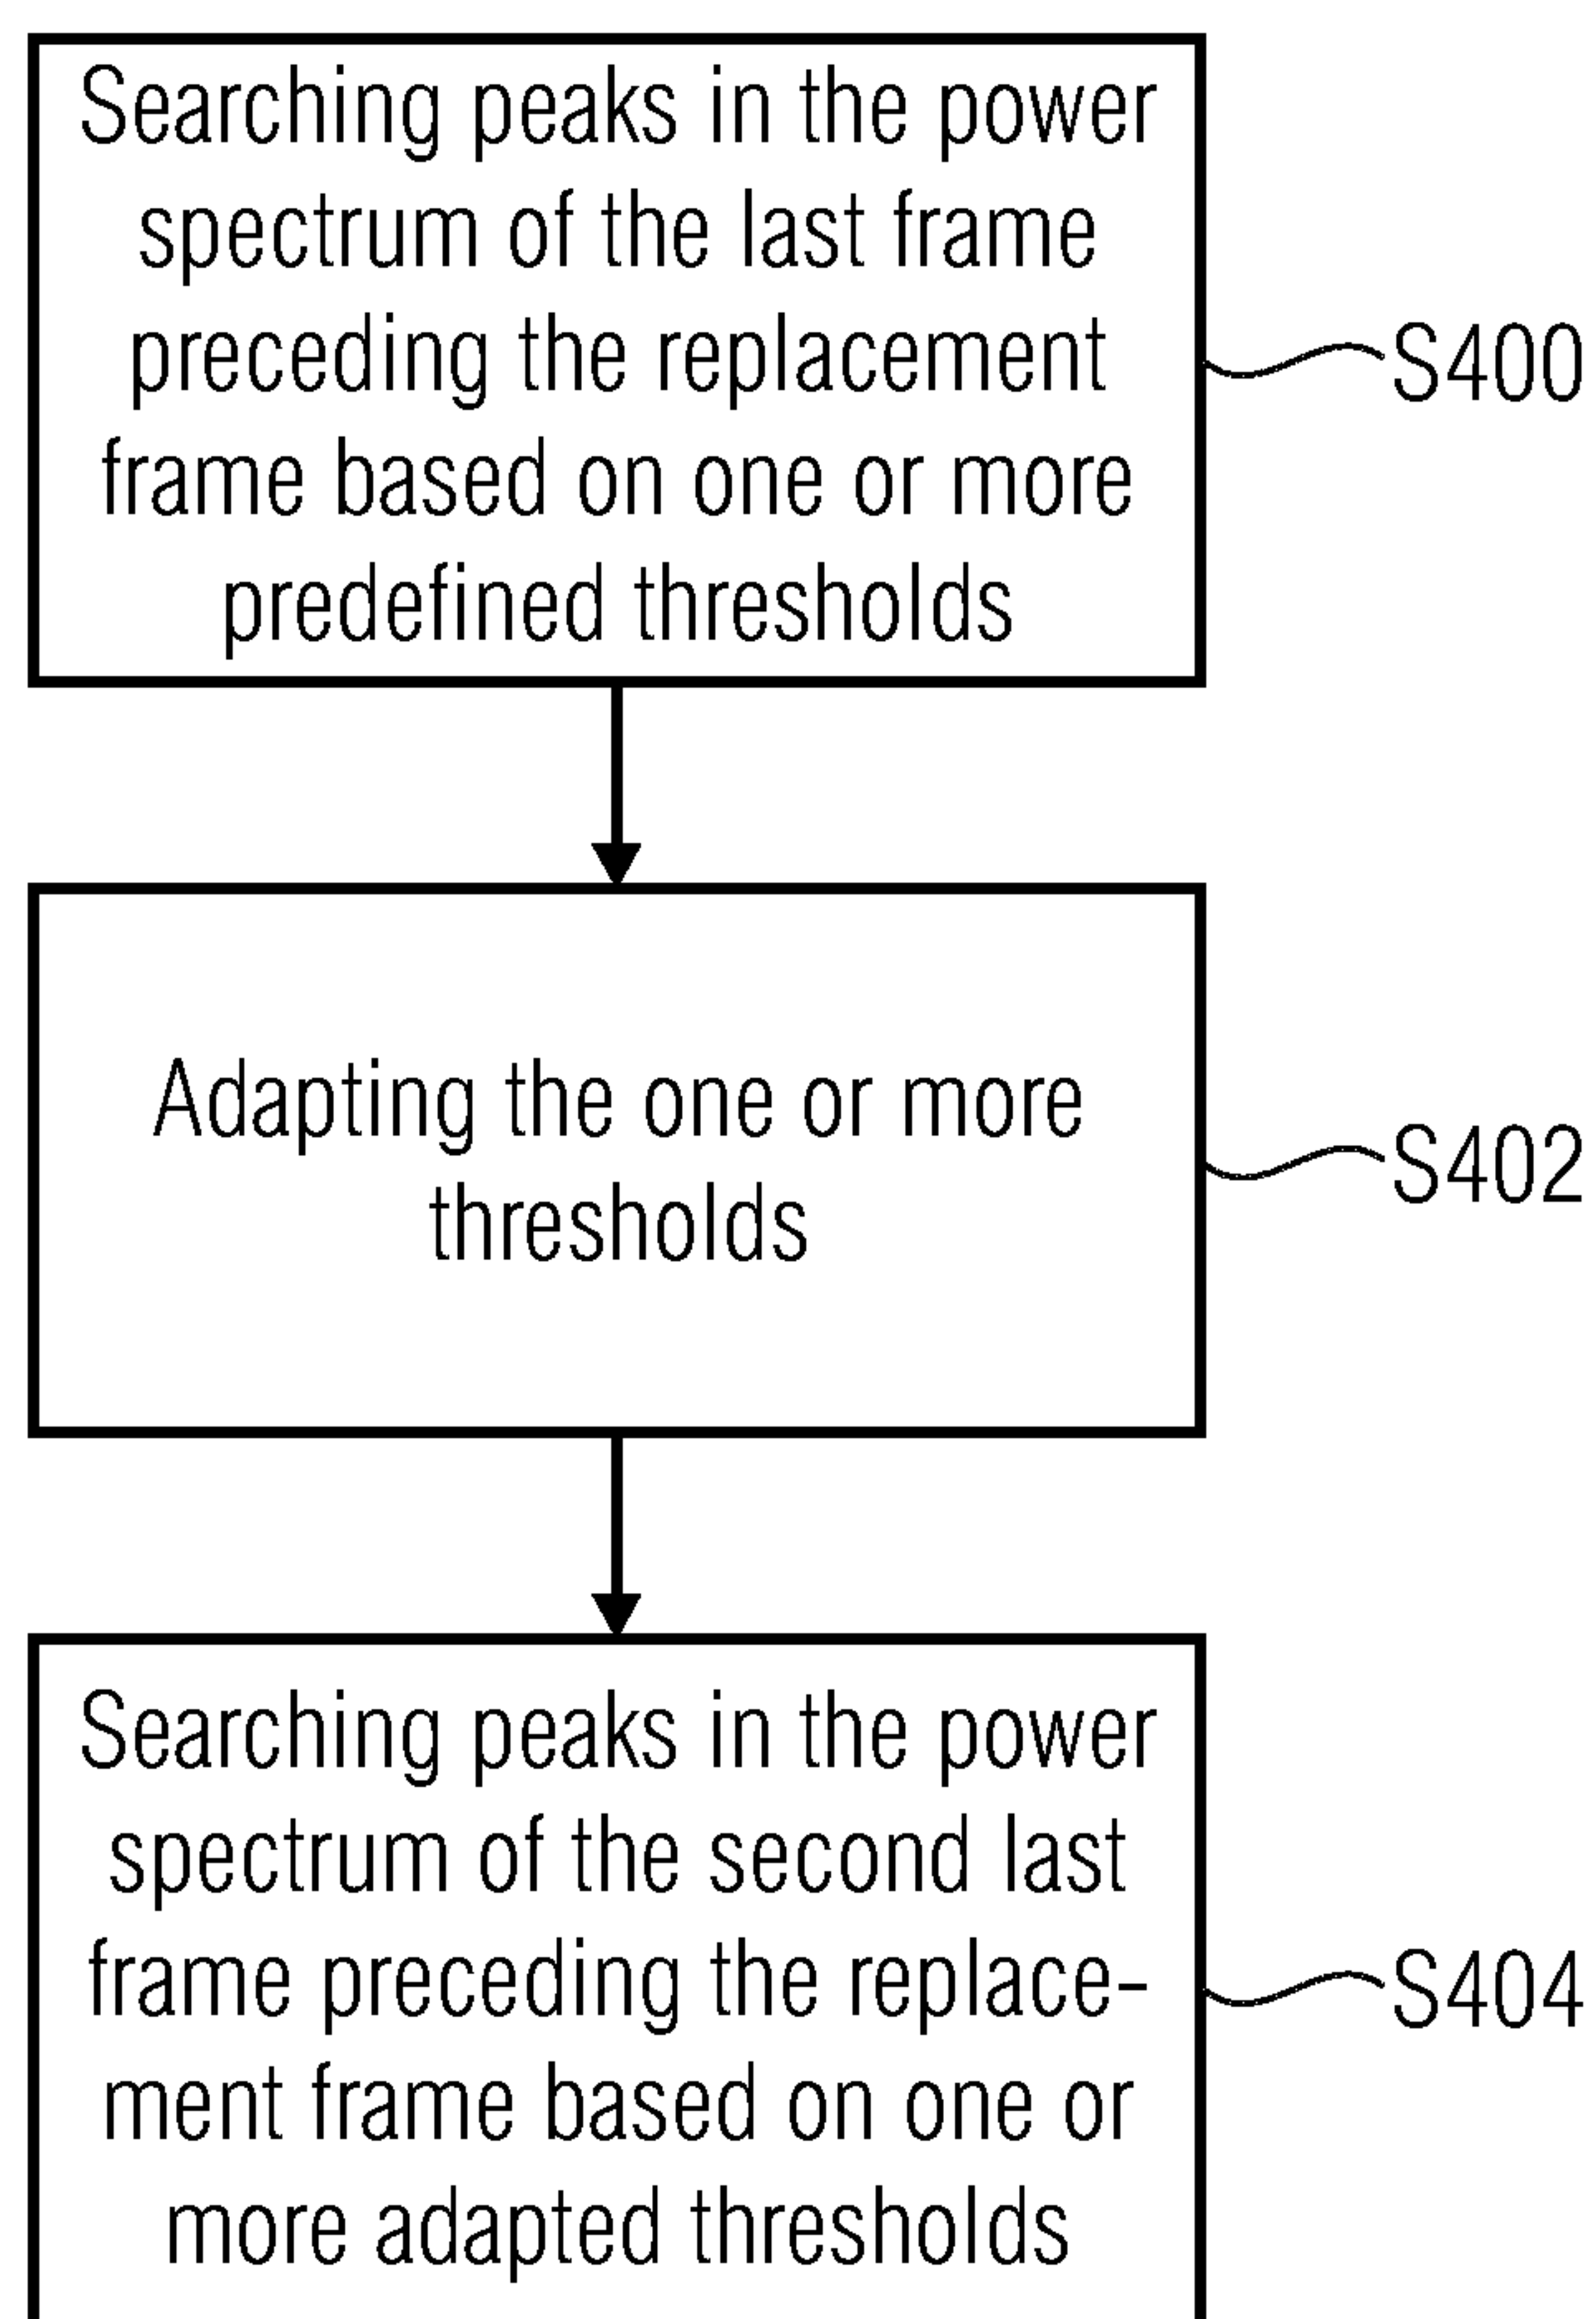 Searching peaks in the power
spectrum of the last frame
preceding the replacement
frame based on one or more
predefined thresholds
S400
Adapting the one or more
thresholds
S402
Searching peaks in the power
spectrum of the second last
frame preceding the replace-
ment frame based on one or
more adapted thresholds
S404